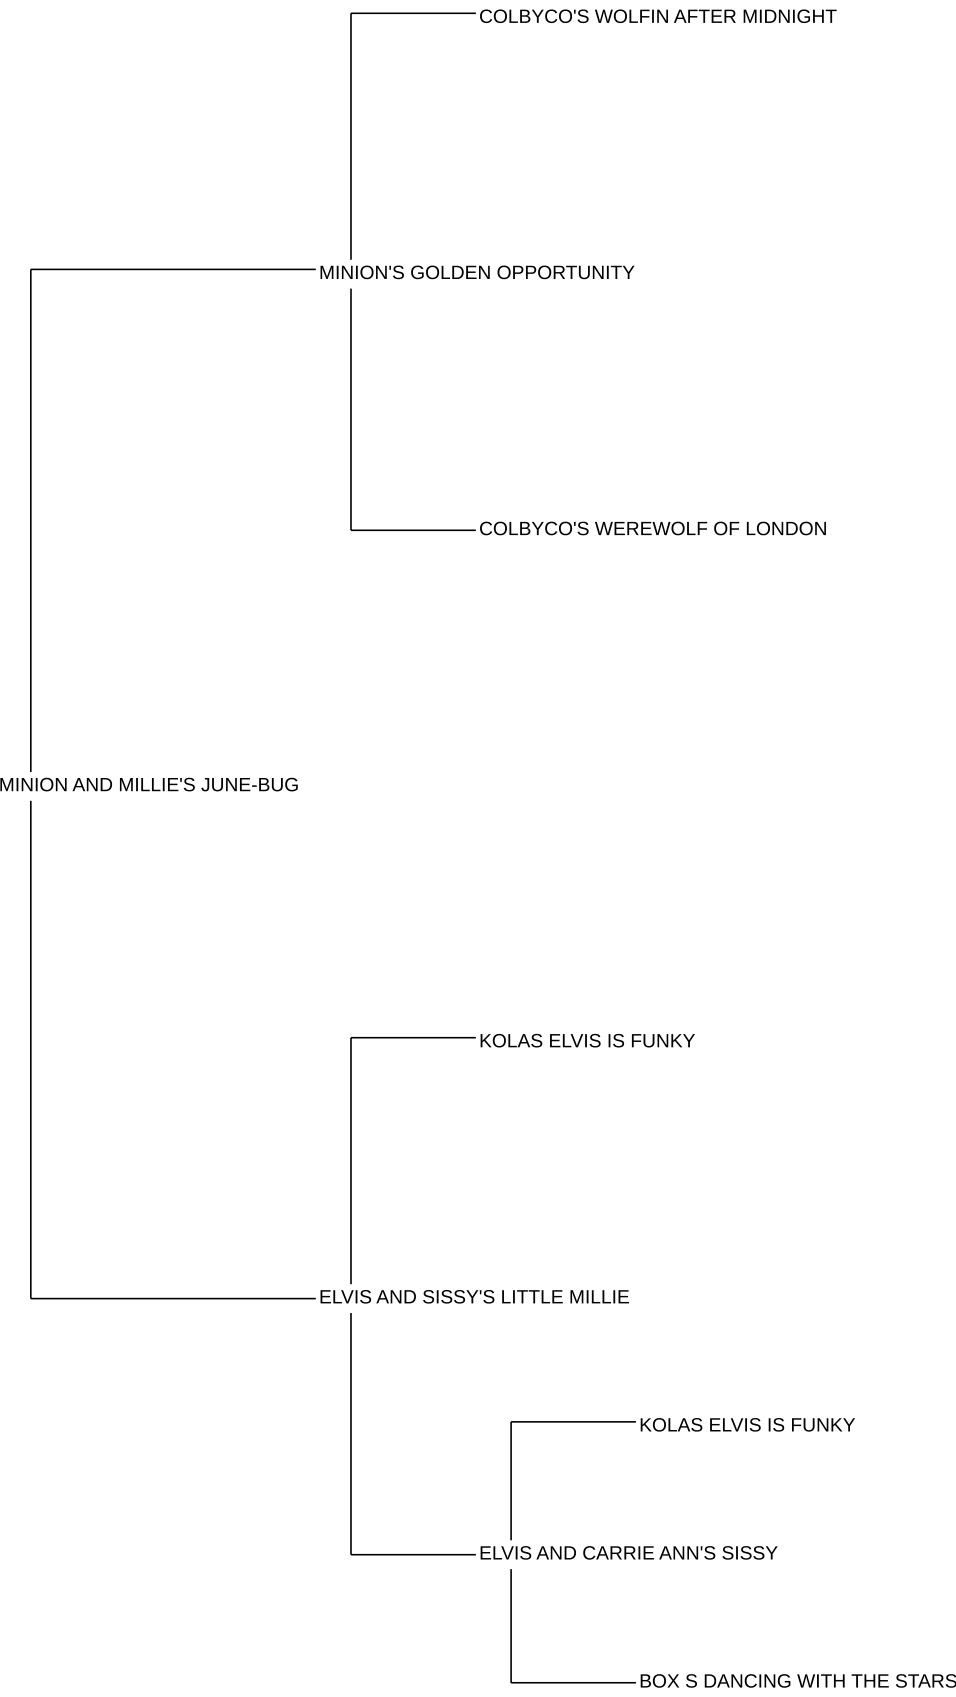 COLBYCO'S WOLFIN AFTER MIDNIGHT
MINION'S GOLDEN OPPORTUNITY
COLBYCO'S WEREWOLF OF LONDON
MINION AND MILLIE'S JUNE-BUG
KOLAS ELVIS IS FUNKY
ELVIS AND SISSY'S LITTLE MILLIE
KOLAS ELVIS IS FUNKY
ELVIS AND CARRIE ANN'S SISSY
BOX S DANCING WITH THE STARS